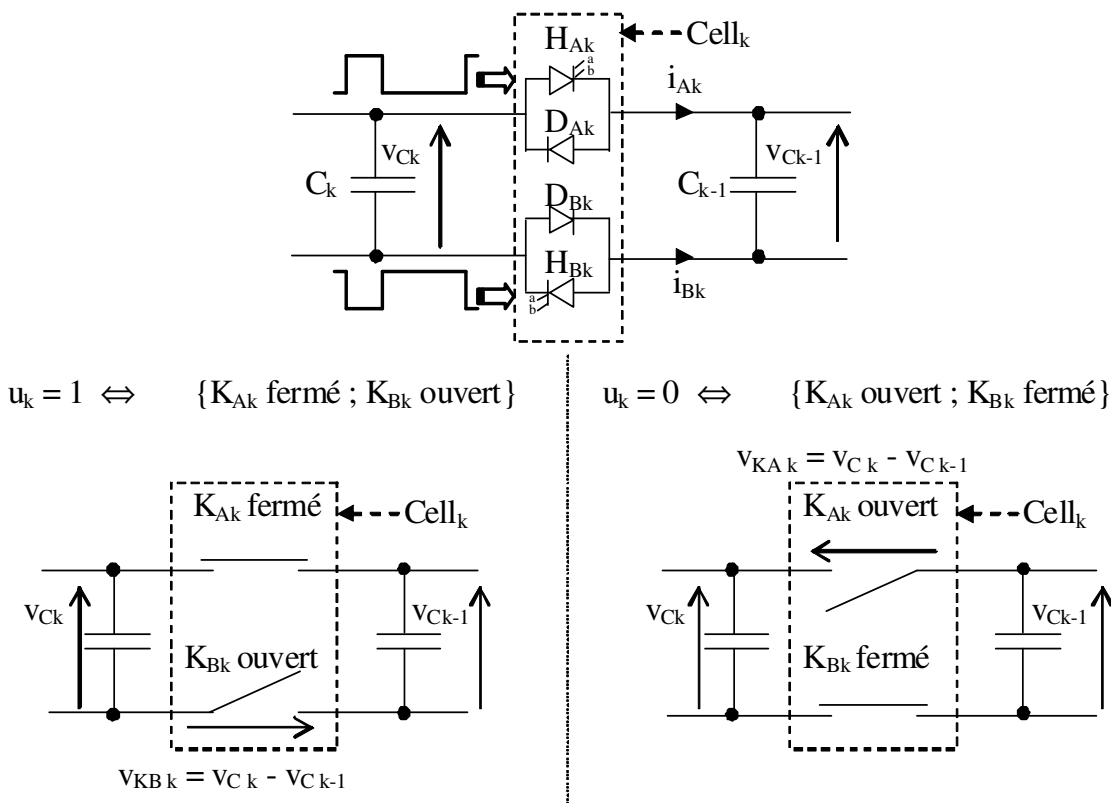 H_Ak
Cell_k
a
b
i_Ak
D_Ak
v_Ck
v_Ck-1
C_k
C_k-1
D_Bk
H_Bk
a
b
i_Bk
u_k = 1 ⇔ {K_Ak fermé ; K_Bk ouvert}
u_k = 0 ⇔ {K_Ak ouvert ; K_Bk fermé}
K_Ak fermé
Cell_k
v_Ck
v_Ck-1
K_Bk ouvert
v_KB k = v_C k - v_C k-1
v_KA k = v_C k - v_C k-1
K_Ak ouvert
Cell_k
v_Ck
v_Ck-1
K_Bk fermé